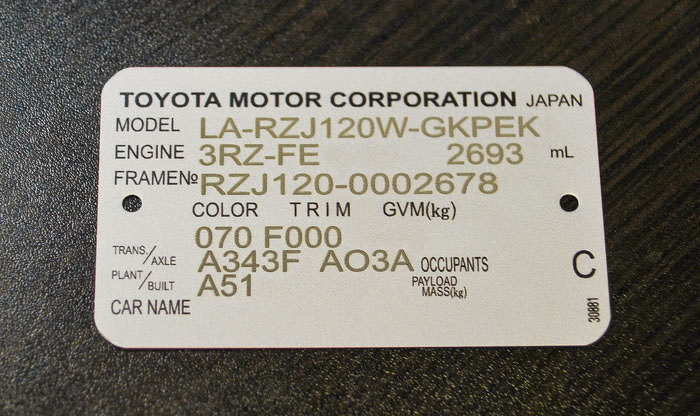 TOYOTA MOTOR CORPORATION JAPAN
MODEL LA-RZJ120W-GKPEK
ENGINE 3RZ-FE 2693 mL
FRAME№ RZJ120-0002678
COLOR TRIM GVM(kg)
070 F000
TRANS./AXLE A343F AO3A OCCUPANTS C
PLANT/BUILT A51 PAYLOAD MASS(kg)
CAR NAME
30881